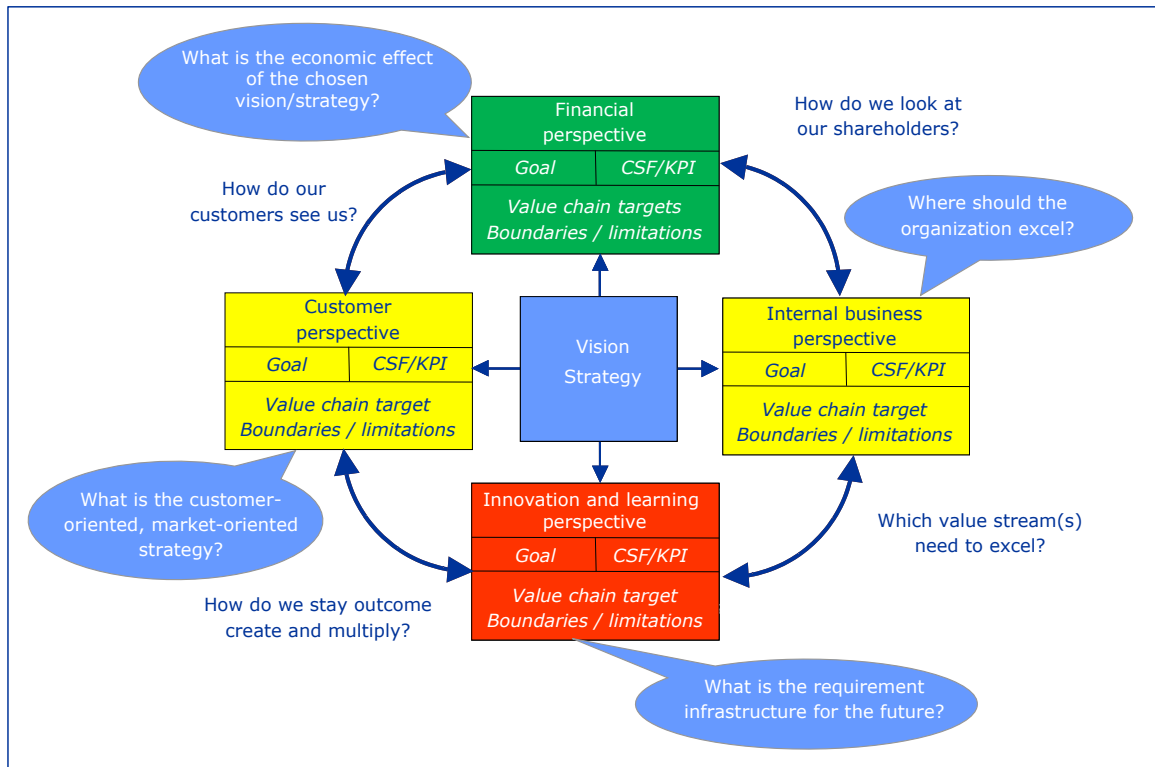 What is the economic effect
of the chosen
vision/strategy?
Financial
perspective
Goal
CSF/KPI
Value chain targets
Boundaries / limitations
How do we look at
our shareholders?
How do our
customers see us?
Where should the
organization excel?
Customer
perspective
Goal
CSF/KPI
Value chain target
Boundaries / limitations
Vision
Strategy
Internal business
perspective
Goal
CSF/KPI
Value chain target
Boundaries / limitations
What is the customer-
oriented, market-oriented
strategy?
Innovation and learning
perspective
Goal
CSF/KPI
Value chain target
Boundaries / limitations
Which value stream(s)
need to excel?
How do we stay outcome
create and multiply?
What is the requirement
infrastructure for the future?